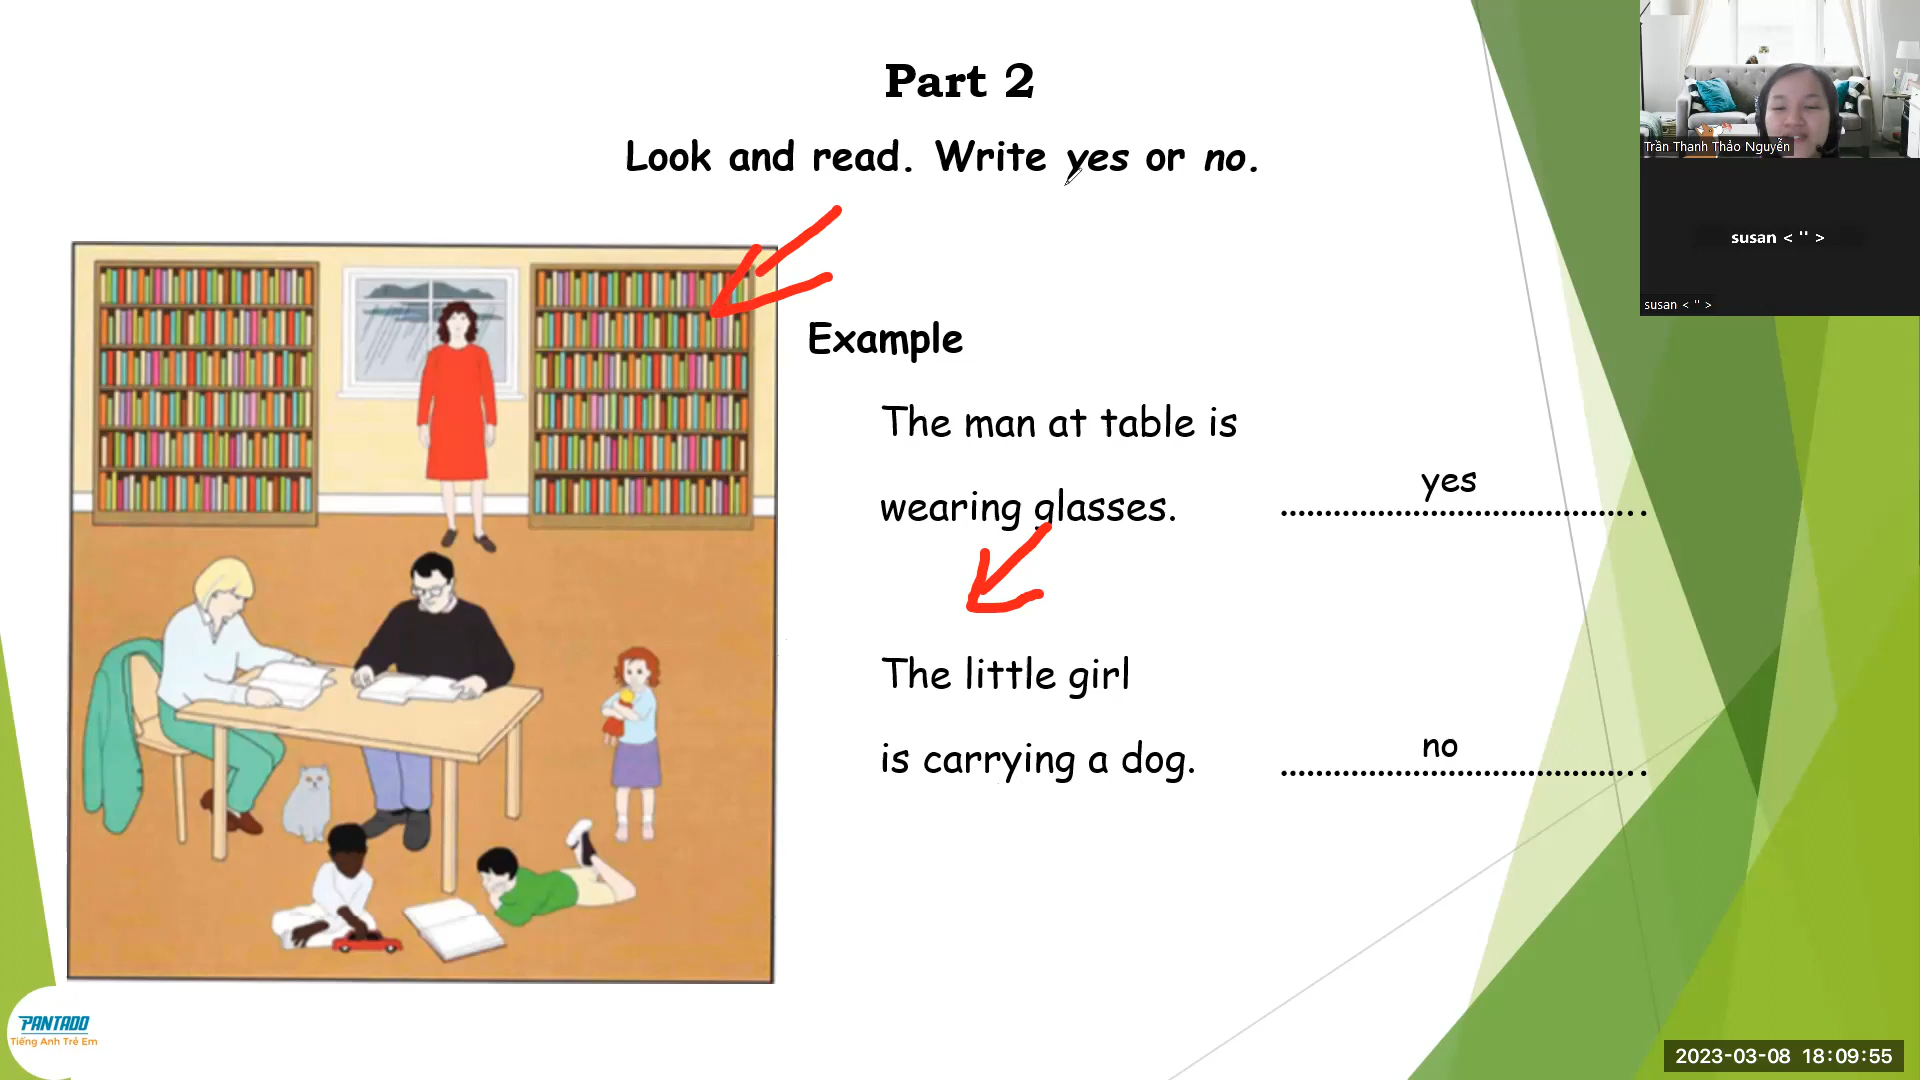 Part 2
Look and read. Write yes or no.
Example
The man at table is
wearing glasses.
yes
The little girl
is carrying a dog.
no
Trần Thanh Thảo Nguyễn
susan < '' >
susan < '' >
PANTADO
Tiếng Anh Trẻ Em
2023-03-08 18:09:55